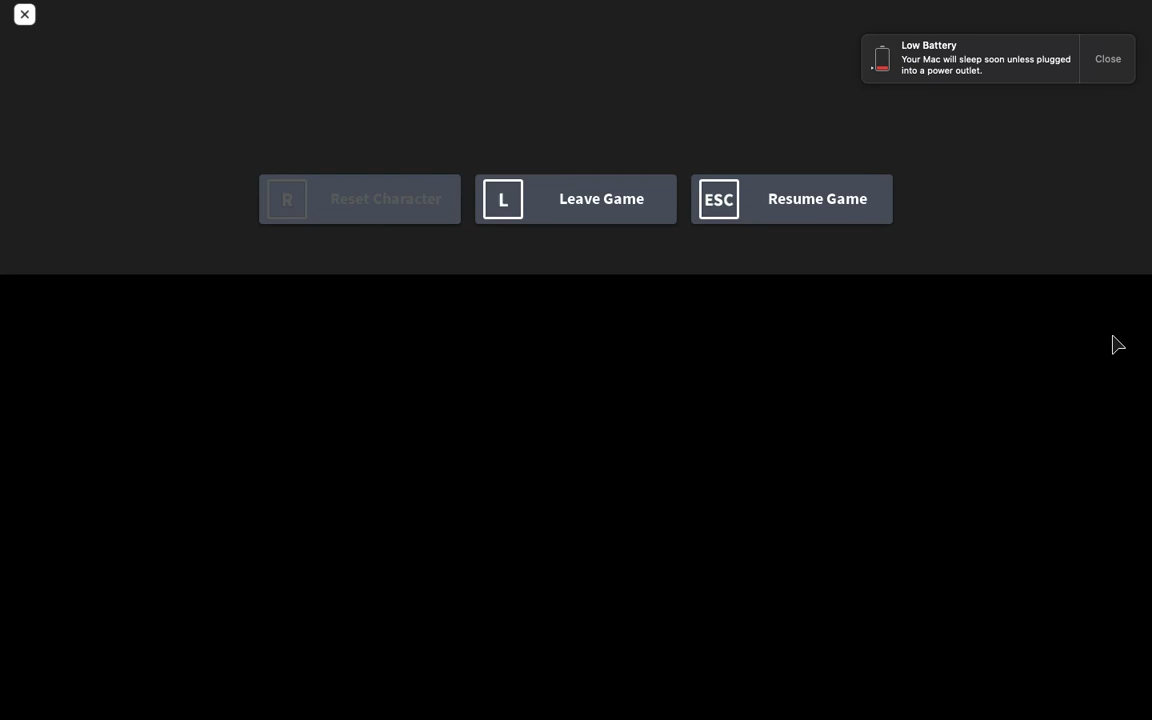 Low Battery
Your Mac will sleep soon unless plugged
into a power outlet.
Close
R Reset Character
L Leave Game
ESC Resume Game